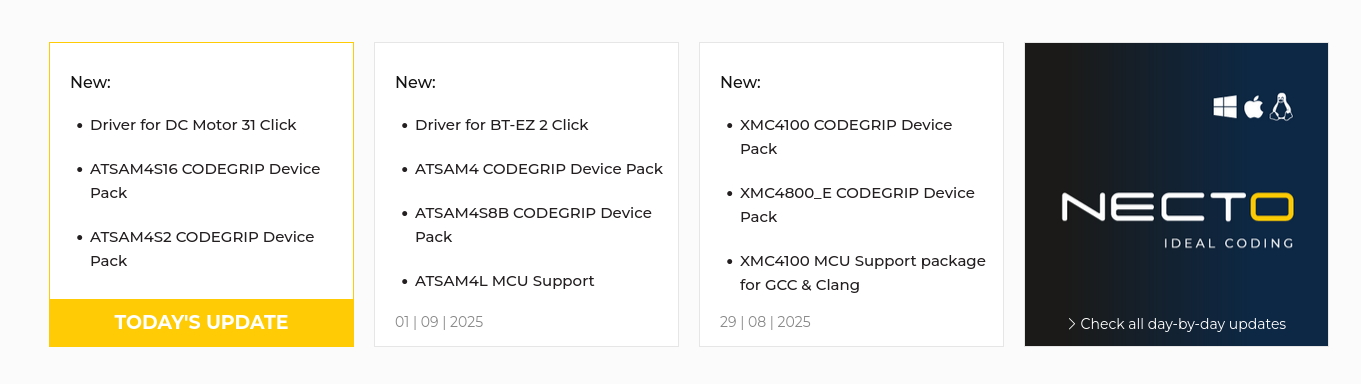 New:
• Driver for DC Motor 31 Click
• ATSAM4S16 CODEGRIP Device
Pack
• ATSAM4S2 CODEGRIP Device
Pack
TODAY'S UPDATE
New:
• Driver for BT-EZ 2 Click
• ATSAM4 CODEGRIP Device Pack
• ATSAM4S8B CODEGRIP Device
Pack
• ATSAM4L MCU Support
01 | 09 | 2025
New:
• XMC4100 CODEGRIP Device
Pack
• XMC4800_E CODEGRIP Device
Pack
• XMC4100 MCU Support package
for GCC & Clang
29 | 08 | 2025
NECTO
IDEAL CODING
> Check all day-by-day updates